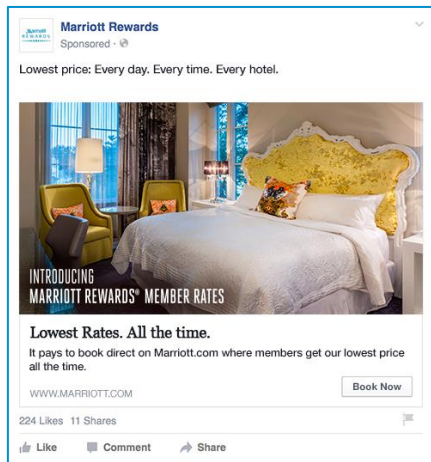 Marriott
REWARDS
Marriott Rewards
Sponsored ·
Lowest price: Every day. Every time. Every hotel.
INTRODUCING
MARRIOTT REWARDS® MEMBER RATES
Lowest Rates. All the time.
It pays to book direct on Marriott.com where members get our lowest price
all the time.
WWW.MARRIOTT.COM
Book Now
224 Likes 11 Shares
Like Comment Share